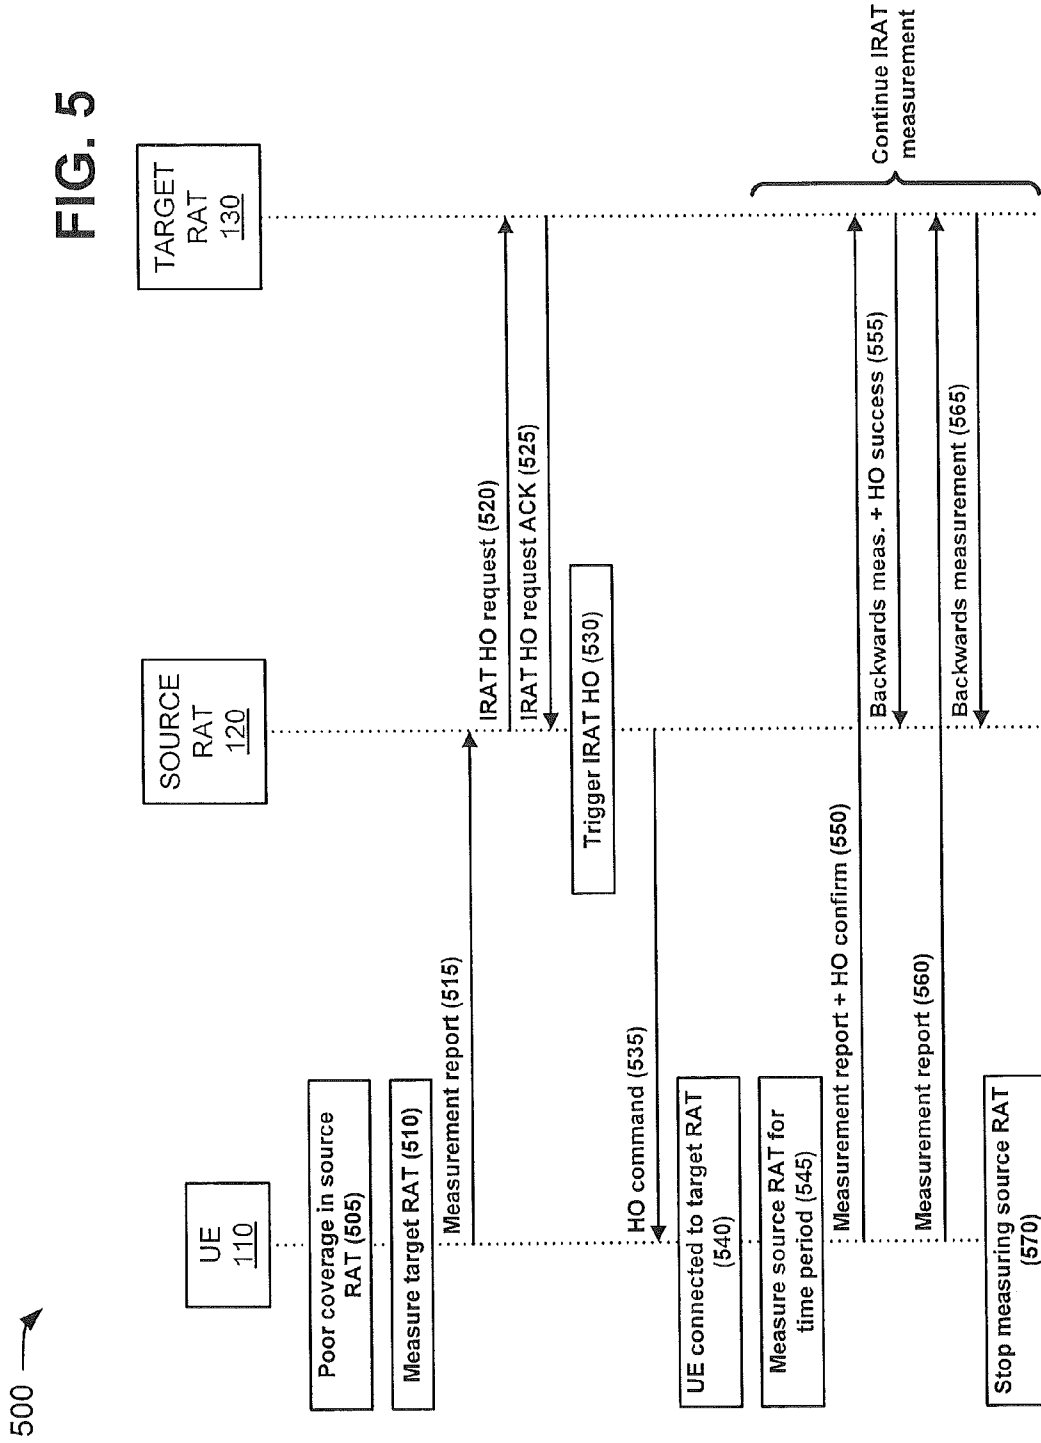 500
FIG. 5
UE
110
SOURCE
RAT
120
TARGET
RAT
130
Poor coverage in source
RAT (505)
Measure target RAT (510)
Measurement report (515)
IRAT HO request (520)
IRAT HO request ACK (525)
Trigger IRAT HO (530)
HO command (535)
UE connected to target RAT
(540)
Measure source RAT for
time period (545)
Measurement report + HO confirm (550)
Backwards meas. + HO success (555)
Measurement report (560)
Backwards measurement (565)
Continue IRAT
measurement
Stop measuring source RAT
(570)